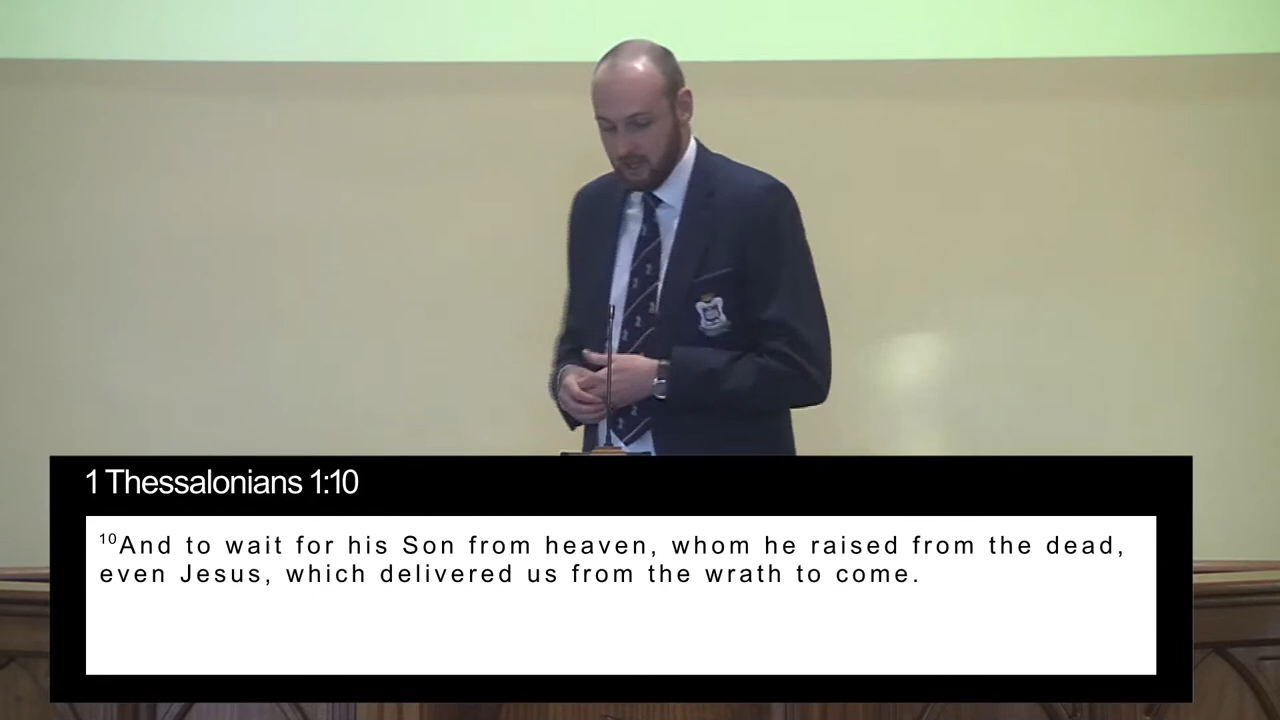 1 Thessalonians 1:10
10And to wait for his Son from heaven, whom he raised from the dead,
even Jesus, which delivered us from the wrath to come.